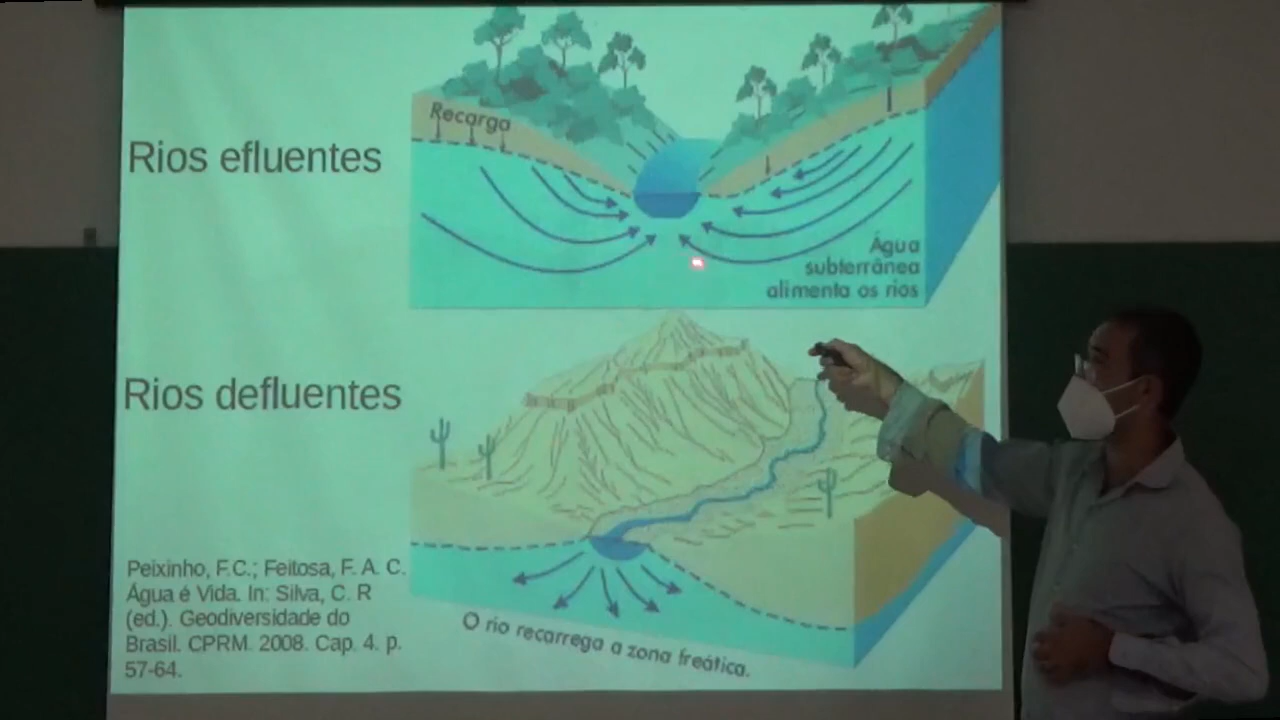 Recarga
Rios efluentes
Água
subterrânea
alimenta os rios
Rios defluentes
Peixinho, F.C.; Feitosa, F. A. C.
Água é Vida. In: Silva, C. R
(ed.). Geodiversidade do
Brasil. CPRM. 2008. Cap. 4. p.
57-64.
O rio recarrega a zona freática.